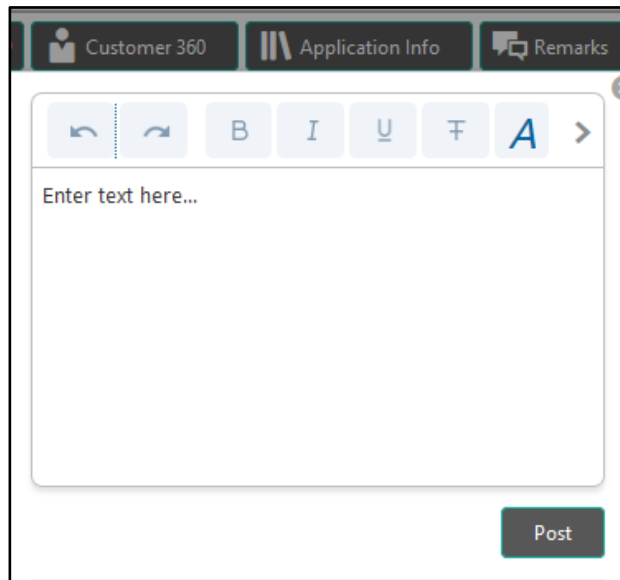 Customer 360
Application Info
Remarks
B I U T A
Enter text here...
Post